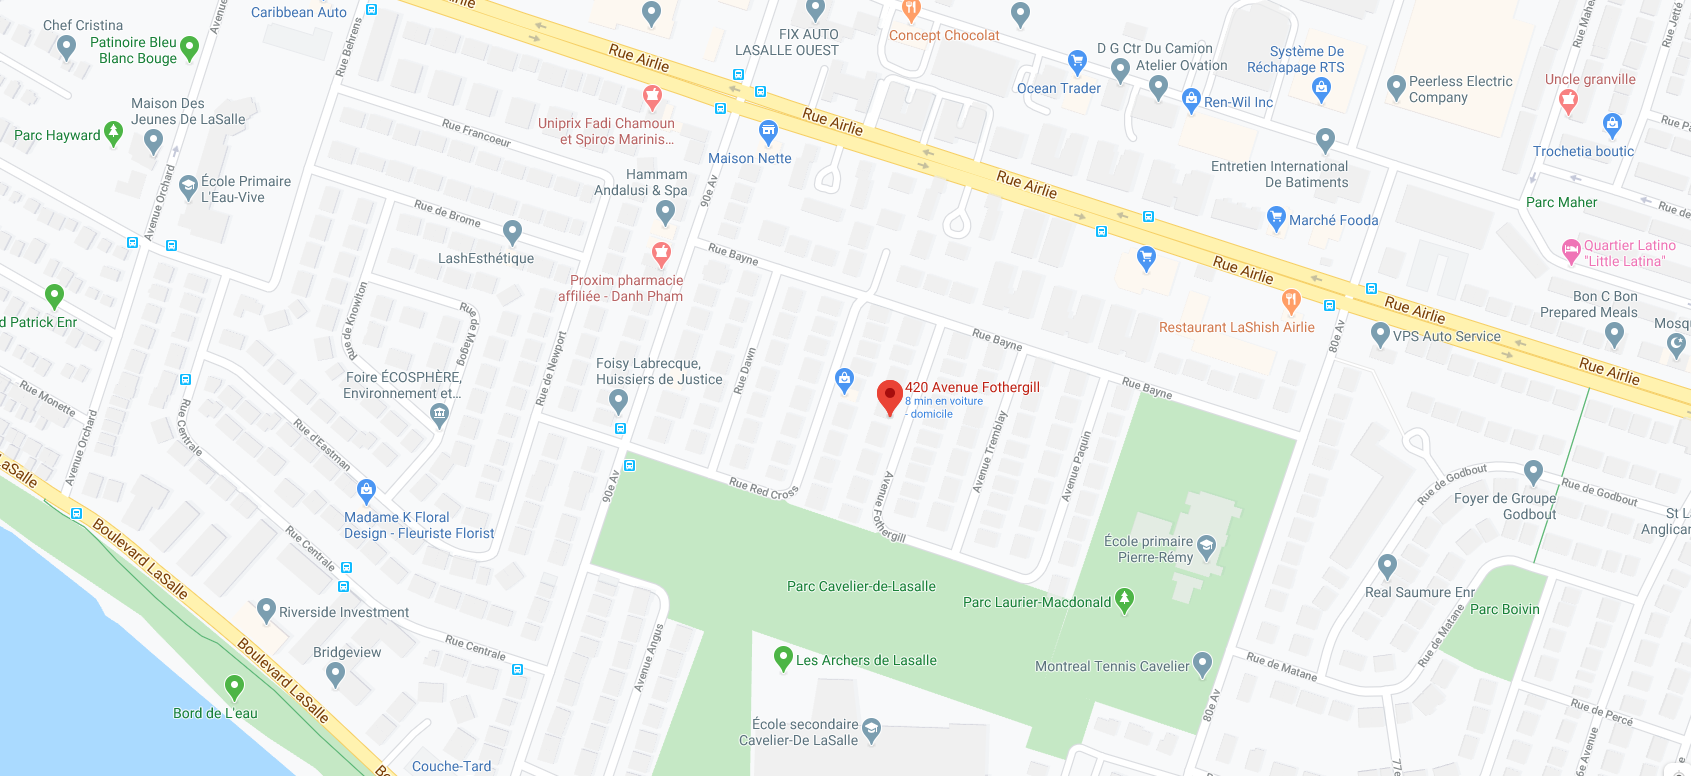 Caribbean Auto
Chef Cristina
Patinoire Bleu
Blanc Bouge
Rue Behrens
Rue Airlie
FIX AUTO
LASALLE OUEST
Concept Chocolat
D G Ctr Du Camion
Atelier Ovation
Ocean Trader
Système De
Réchapage RTS
Ren-Wil Inc
Peerless Electric
Company
Uncle granville
Rue Maher
Rue Jetté
Maison Des
Jeunes De LaSalle
Parc Hayward
Avenue Orchard
École Primaire
L'Eau-Vive
Rue Francoeur
Uniprix Fadi Chamoun
et Spiros Marinis...
Maison Nette
Rue Airlie
Hammam
Andalusi & Spa
90e Av
Rue Airlie
Entretien International
De Batiments
Trochetia boutic
Parc Maher
Marché Fooda
Rue de Brome
LashEsthétique
Proxim pharmacie
affiliée - Danh Pham
Rue Bayne
Rue Airlie
Quartier Latino
"Little Latina"
Bon C Bon
Prepared Meals
Rue Airlie
VPS Auto Service
Restaurant LaShish Airlie
80e Av
Rue Airlie
d Patrick Enr
Rue de Knowlton
Rue de Magog
Rue de Newport
Foire ÉCOSPHÈRE,
Environnement et...
Foisy Labrecque,
Huissiers de Justice
Rue Dawn
Rue Bayne
420 Avenue Fothergill
8 min en voiture
- domicile
Rue Bayne
Rue Monette
Avenue Orchard
Rue Centrale
Rue d'Eastman
LaSalle
Boulevard LaSalle
Madame K Floral
Design - Fleuriste Florist
90e Av
Rue Red Cross
Avenue Fothergill
Avenue Tremblay
Avenue Paquin
École primaire
Pierre-Rémy
Rue de Godbout
Rue de Godbout
Foyer de Groupe
Godbout
Real Saumure Enr
Parc Boivin
Rue Centrale
Riverside Investment
Bridgeview
Rue Centrale
Boulevard LaSalle
Bord de L'eau
Couche-Tard
Avenue Angus
Parc Cavelier-de-Lasalle
Parc Laurier-Macdonald
Les Archers de Lasalle
Montreal Tennis Cavelier
École secondaire
Cavelier-De LaSalle
80e Av
Rue de Matane
Rue de Matane
Rue de Percé